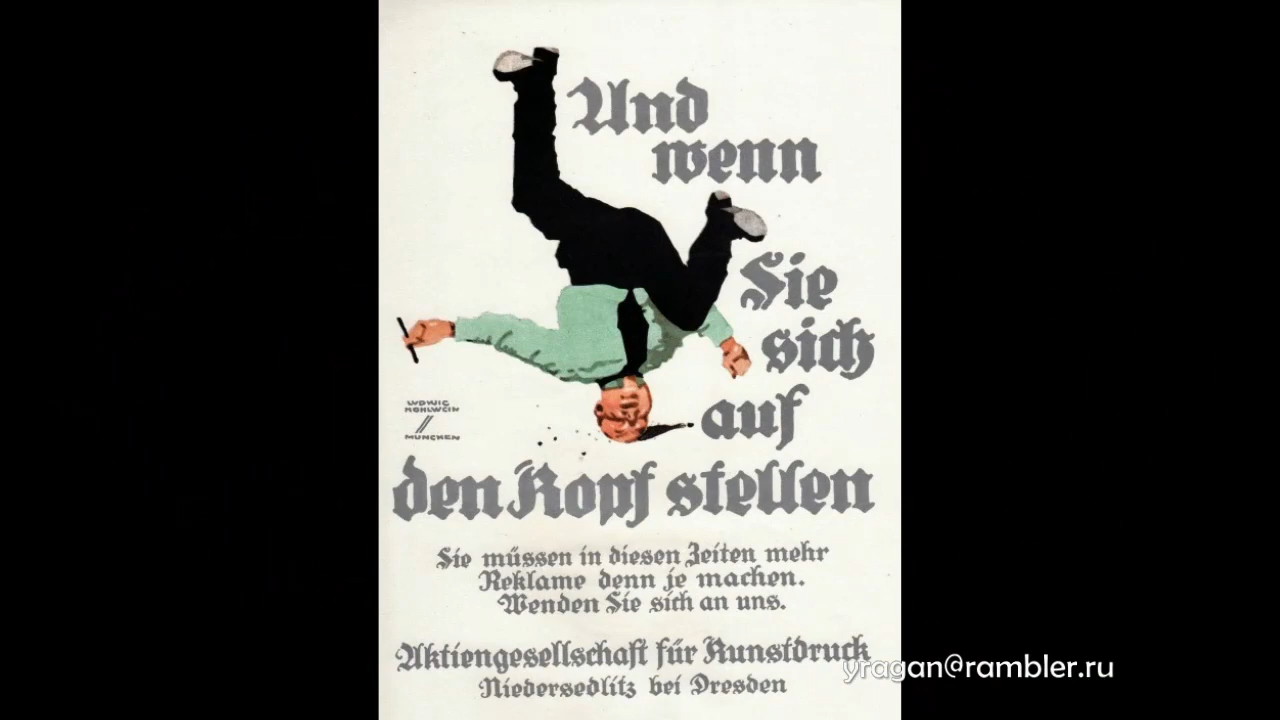 Und
wenn
Sie
sich
auf
den Kopf stellen
LUDWIG
HOHLWEIN
MÜNCHEN
Sie müssen in diesen Zeiten mehr
Reklame denn je machen.
Wenden Sie sich an uns.
Aktiengesellschaft für Kunstdruck
Niedersedlitz bei Dresden
yragan@rambler.ru